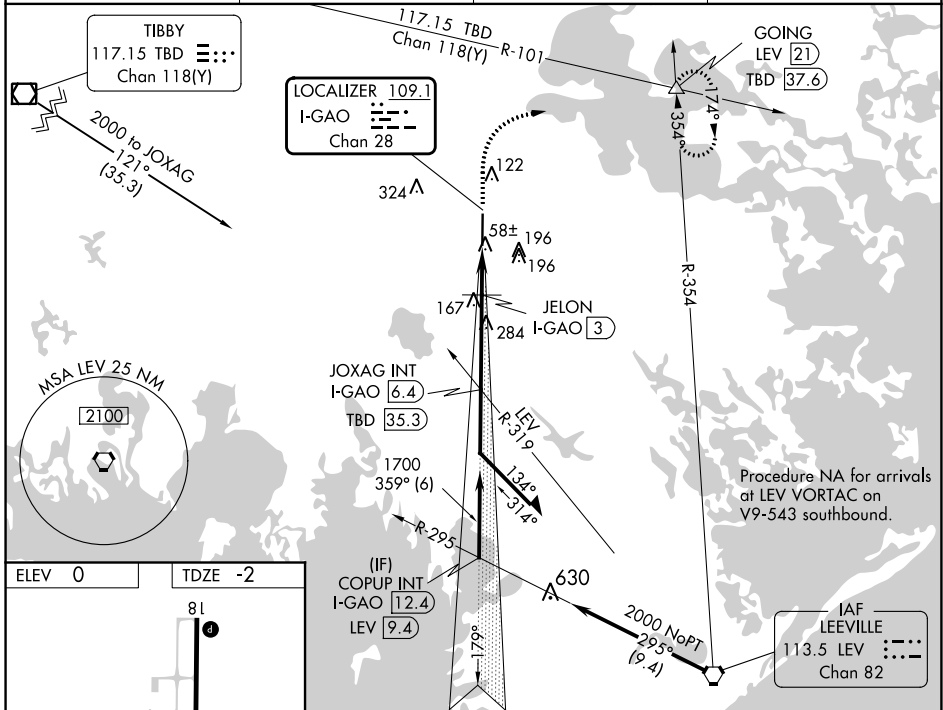 TIBBY
117.15 TBD
Chan 118(Y)
2000 to JOXAG
121°
(35.3)
117.15 TBD
Chan 118(Y)
R-101
GOING
LEV 21
TBD 37.6
174°
354°
R-354
LOCALIZER 109.1
I-GAO
Chan 28
122
324
58±
196
196
167
JELON
I-GAO 3
284
JOXAG INT
I-GAO 6.4
TBD 35.3
LEV
R-319
MSA LEV 25 NM
2100
1700
359° (6)
134°
314°
Procedure NA for arrivals
at LEV VORTAC on
V9-543 southbound.
R-295
(IF)
COPUP INT
I-GAO 12.4
LEV 9.4
630
2000 NoPT
295°
(9.4)
179°
IAF
LEEVILLE
113.5 LEV
Chan 82
ELEV 0
TDZE -2
18
P